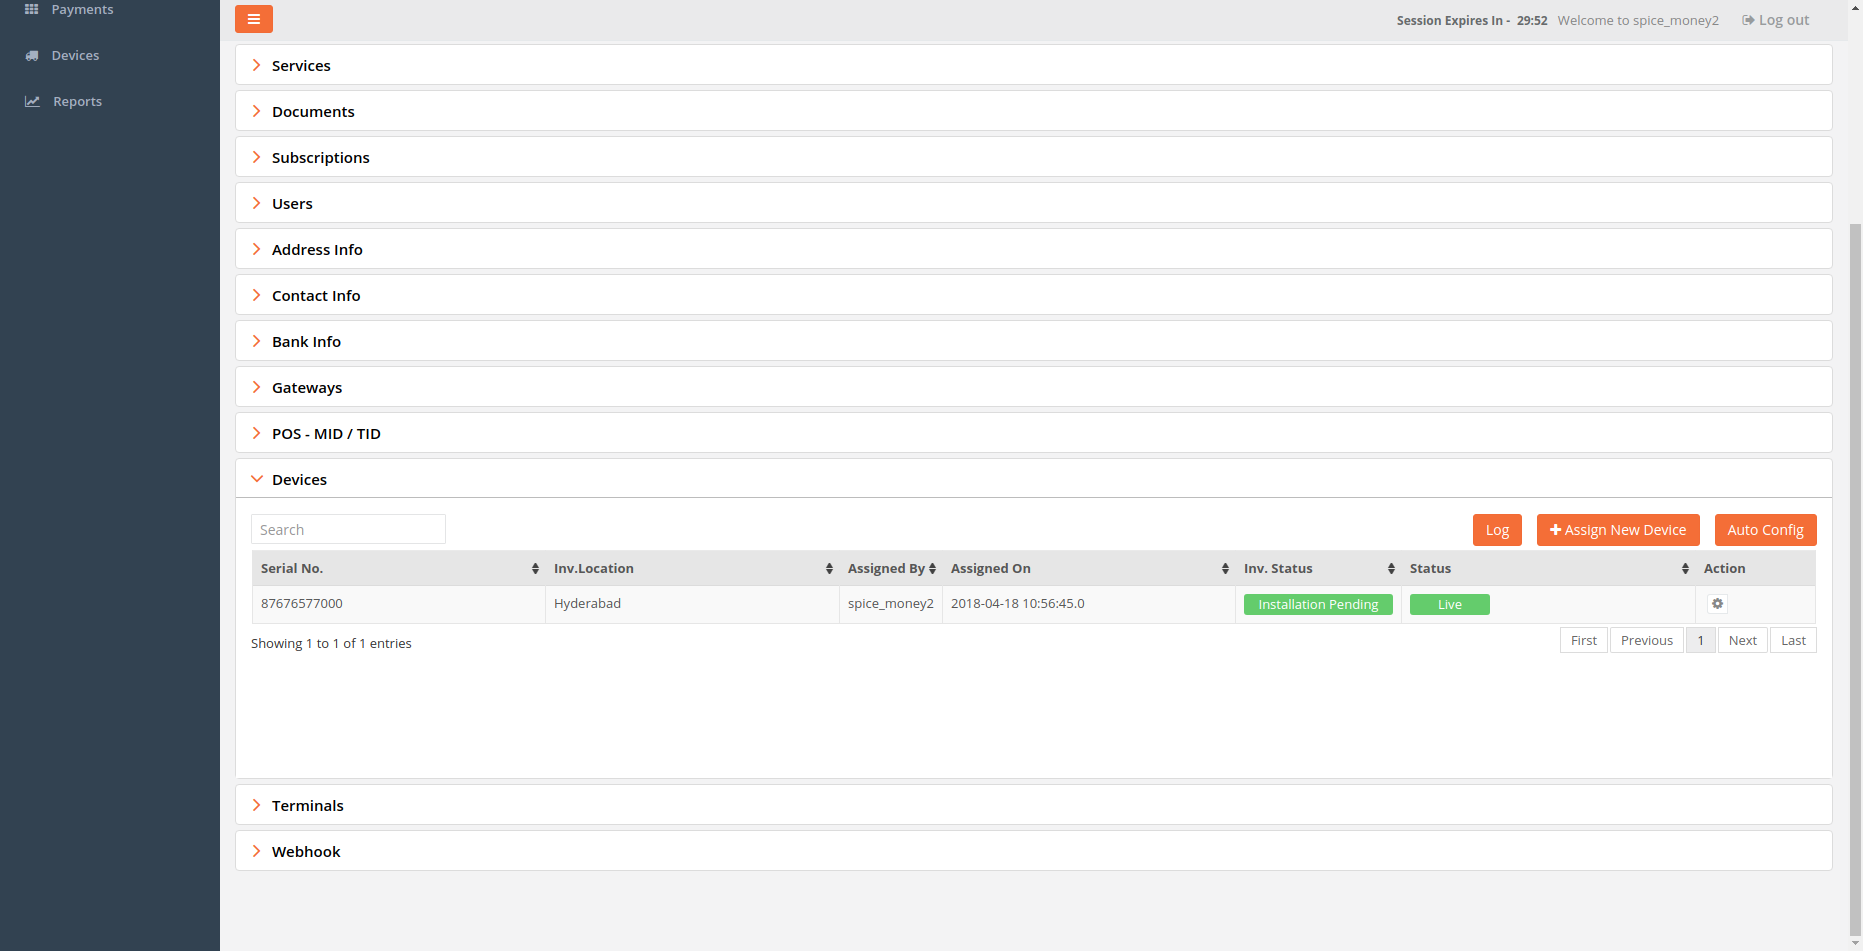 Payments
Devices
Reports
Session Expires In - 29:52 Welcome to spice_money2 Log out
Services
Documents
Subscriptions
Users
Address Info
Contact Info
Bank Info
Gateways
POS - MID / TID
Devices
Search Log Assign New Device Auto Config
Serial No. Inv.Location Assigned By Assigned On Inv. Status Status Action
87676577000 Hyderabad spice_money2 2018-04-18 10:56:45.0 Installation Pending Live
Showing 1 to 1 of 1 entries First Previous 1 Next Last
Terminals
Webhook